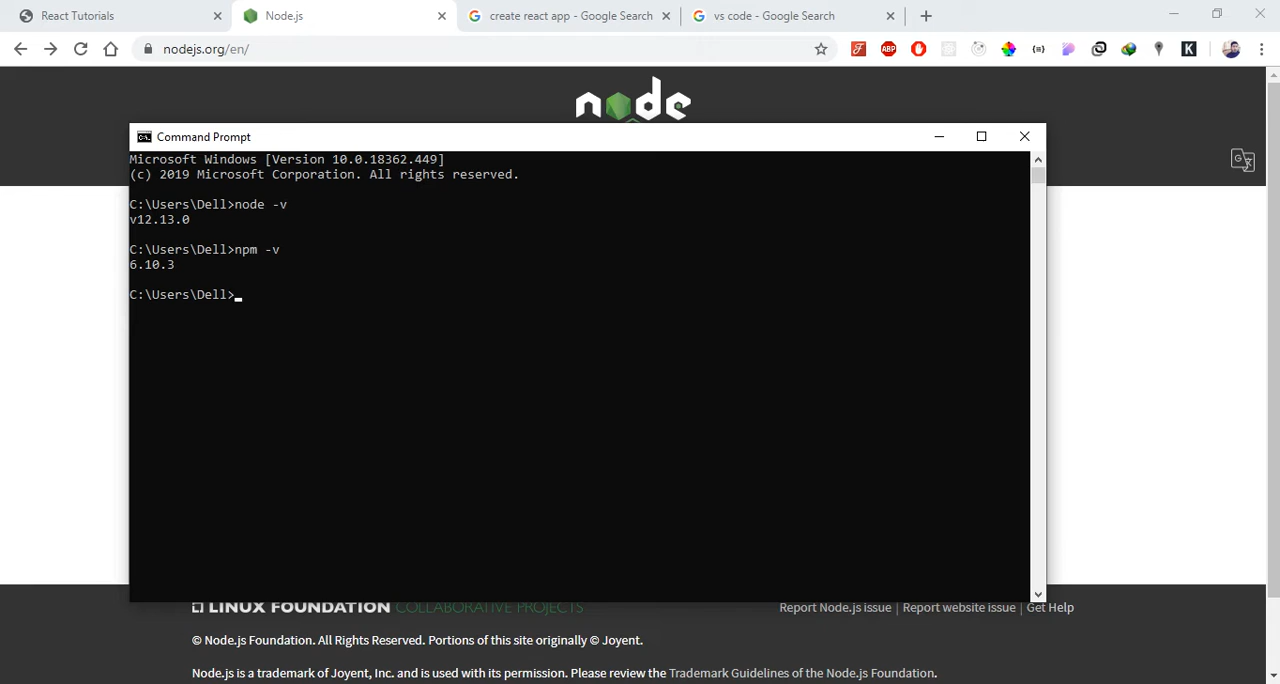 React Tutorials
Node.js
create react app - Google Search
vs code - Google Search
nodejs.org/en/
ABP
K
node
Command Prompt
Microsoft Windows [Version 10.0.18362.449]
(c) 2019 Microsoft Corporation. All rights reserved.
C:\Users\Dell>node -v
v12.13.0
C:\Users\Dell>npm -v
6.10.3
C:\Users\Dell>
LINUX FOUNDATION COLLABORATIVE PROJECTS
Report Node.js issue | Report website issue | Get Help
© Node.js Foundation. All Rights Reserved. Portions of this site originally © Joyent.
Node.js is a trademark of Joyent, Inc. and is used with its permission. Please review the Trademark Guidelines of the Node.js Foundation.